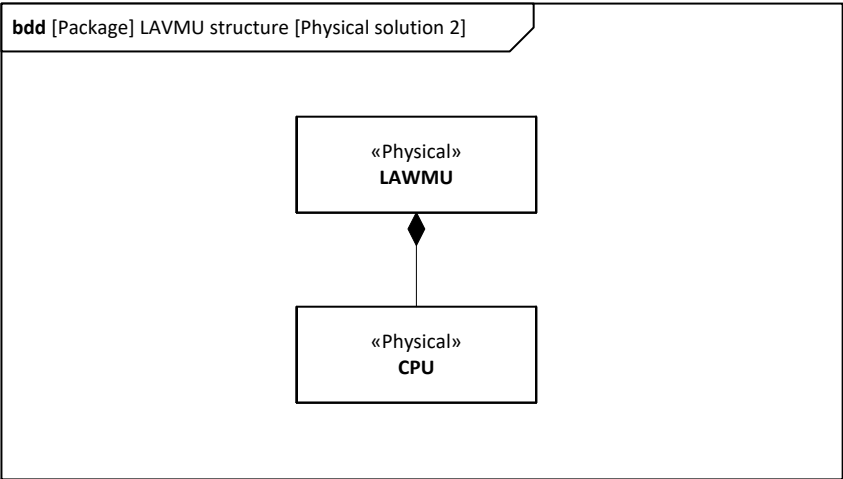 bdd [Package] LAVMU structure [Physical solution 2]
«Physical»
LAWMU
«Physical»
CPU